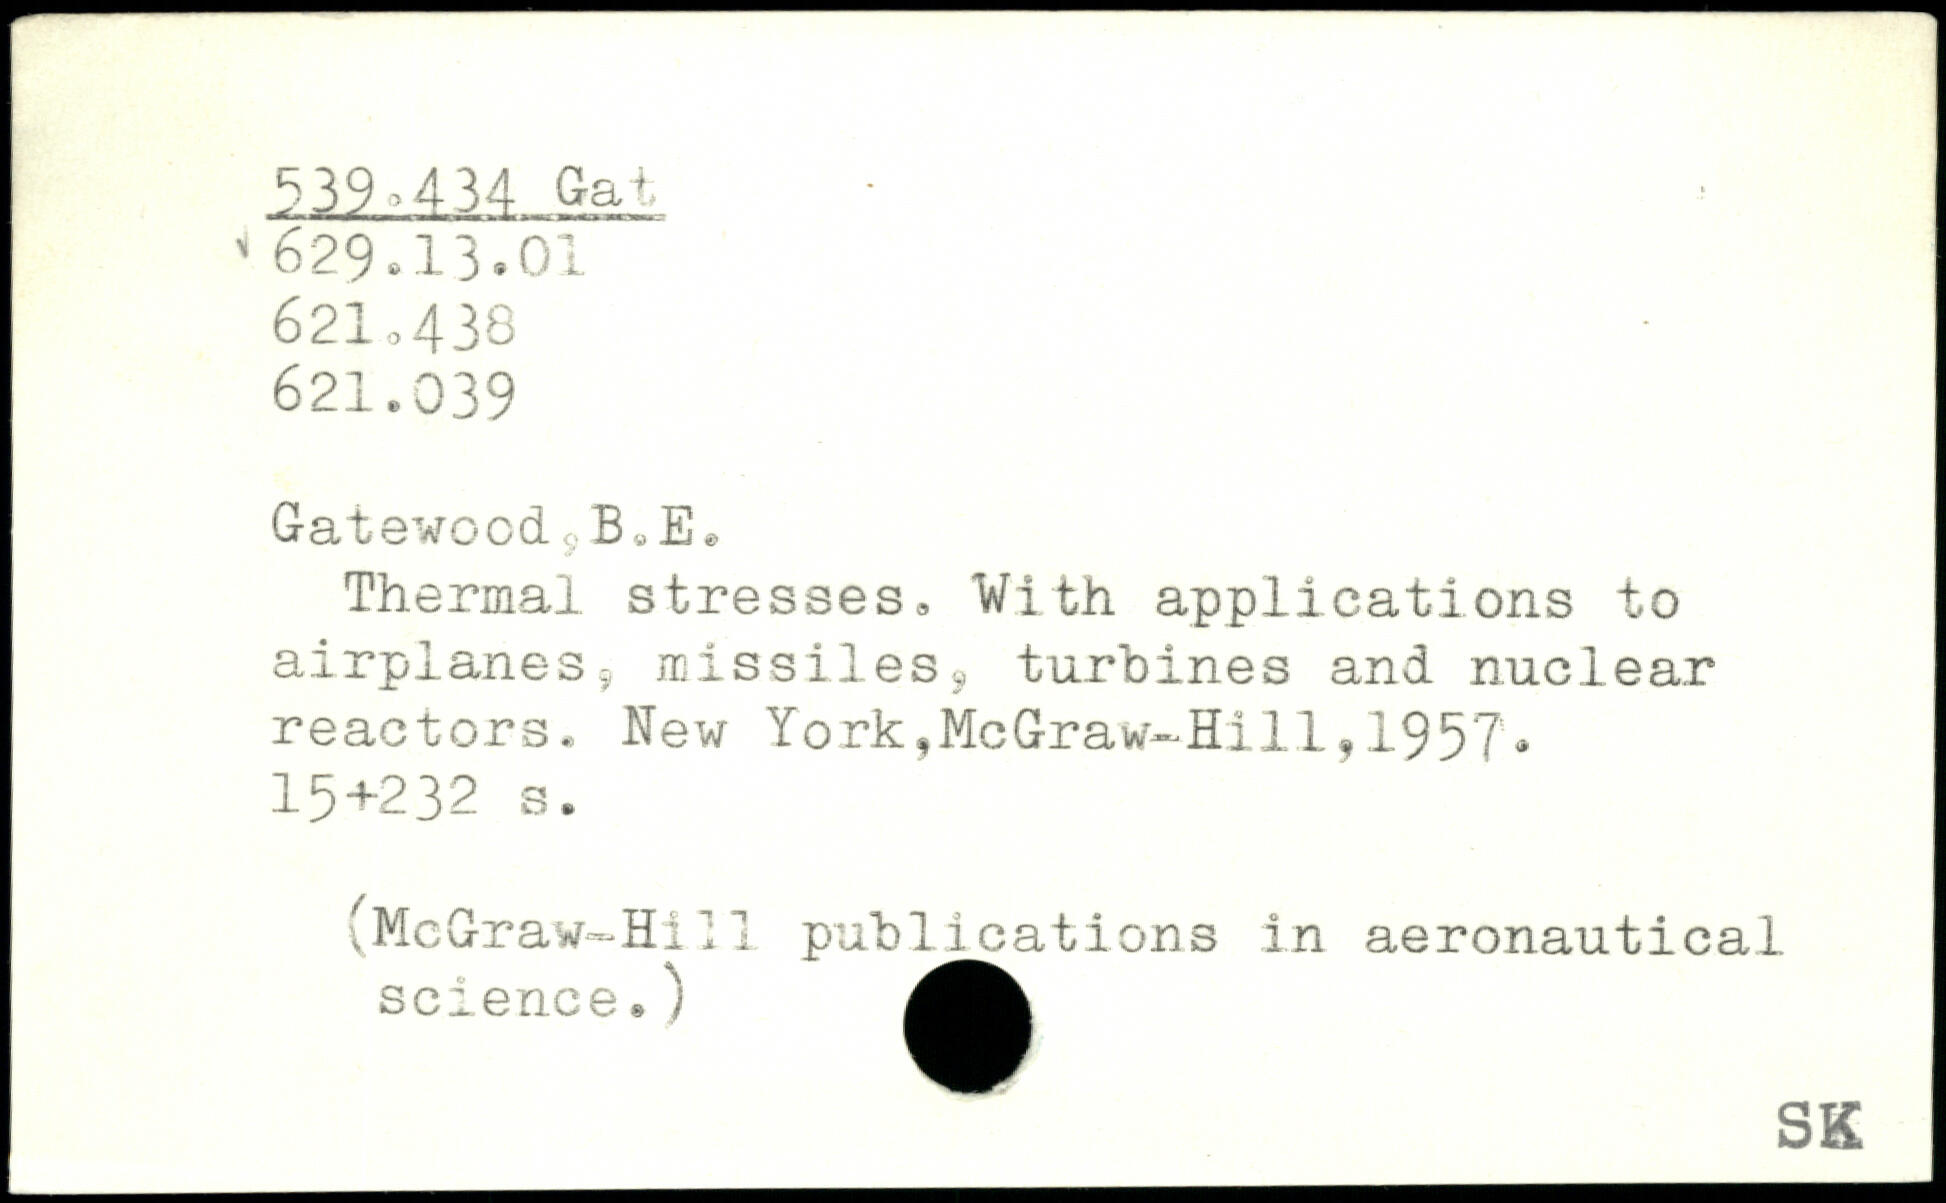 539.434 Gat
629.13.01
621.438
621.039
Gatewood,B.E.
Thermal stresses. With applications to
airplanes, missiles, turbines and nuclear
reactors. New York,McGraw-Hill,1957.
15+232 s.
(McGraw-Hill publications in aeronautical
science.)
SK